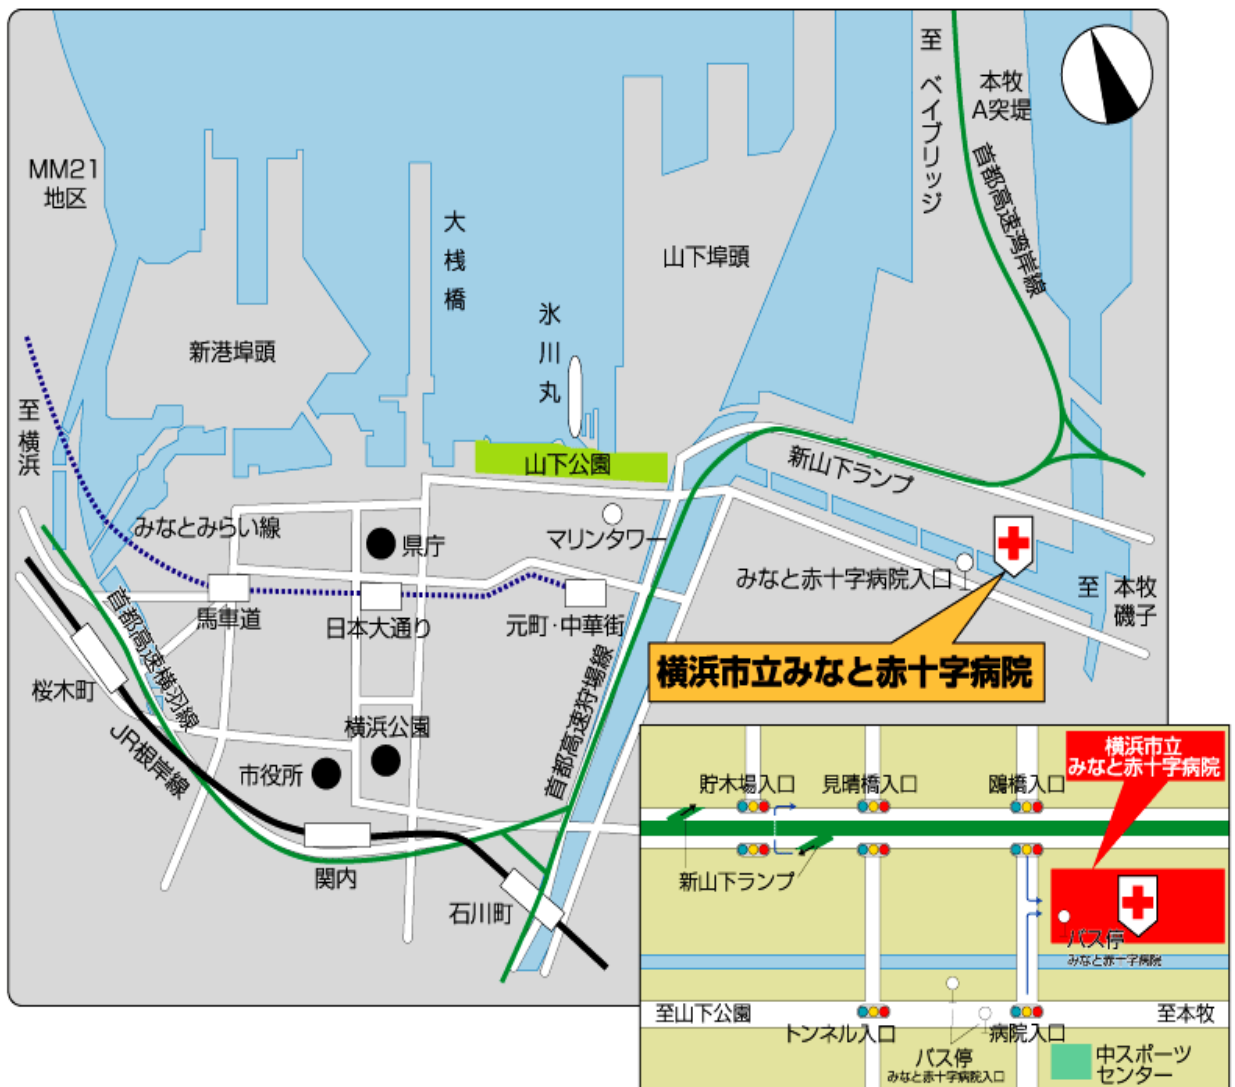 至 ベイブリッジ
本牧
A突堤
首都高速湾岸線
MM21
地区
大桟橋
山下埠頭
氷川丸
新港埠頭
至横浜
山下公園
新山下ランプ
みなとみらい線
県庁
マリンタワー
みなと赤十字病院入口
至 本牧
磯子
馬車道
日本大通り
元町・中華街
首都高速横羽線
首都高速狩場線
横浜市立みなと赤十字病院
桜木町
JR根岸線
横浜公園
市役所
関内
石川町
横浜市立
みなと赤十字病院
貯木場入口
見晴橋入口
鴎橋入口
新山下ランプ
バス停
みなと赤十字病院
至山下公園
至本牧
トンネル入口
病院入口
バス停
みなと赤十字病院入口
中スポーツ
センター